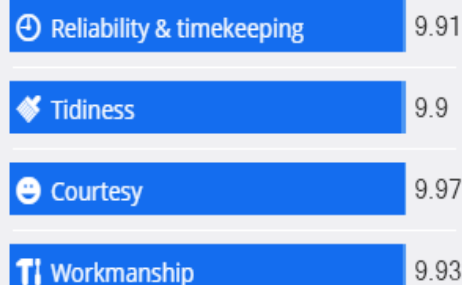 Reliability & timekeeping 9.91
Tidiness 9.9
Courtesy 9.97
Workmanship 9.93